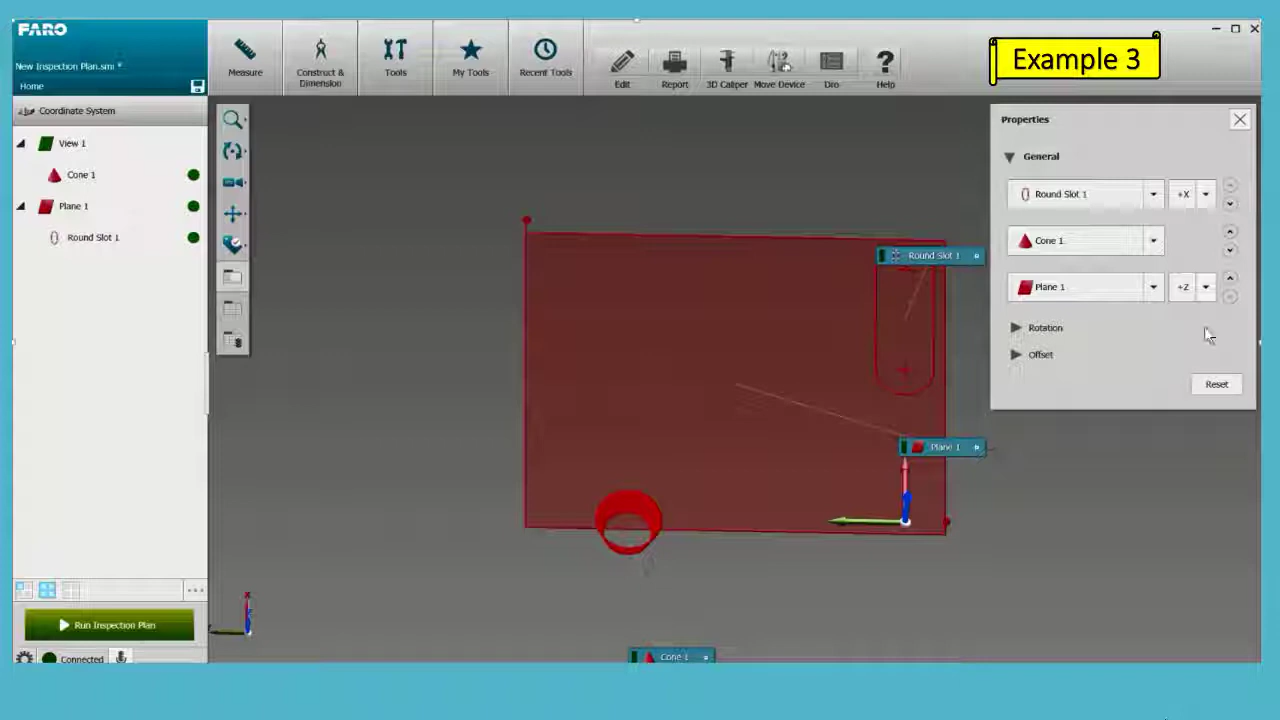 FARO
New Inspection Plan.smi *
Home
Measure
Construct & Dimension
Tools
My Tools
Recent Tools
Edit
Report
3D Caliper
Move Device
Dro
Help
Example 3
Coordinate System
View 1
Cone 1
Plane 1
Round Slot 1
Properties
General
Round Slot 1
+X
Cone 1
Plane 1
+Z
Rotation
Offset
Reset
Round Slot 1
Plane 1
Cone 1
X
Run Inspection Plan
Connected